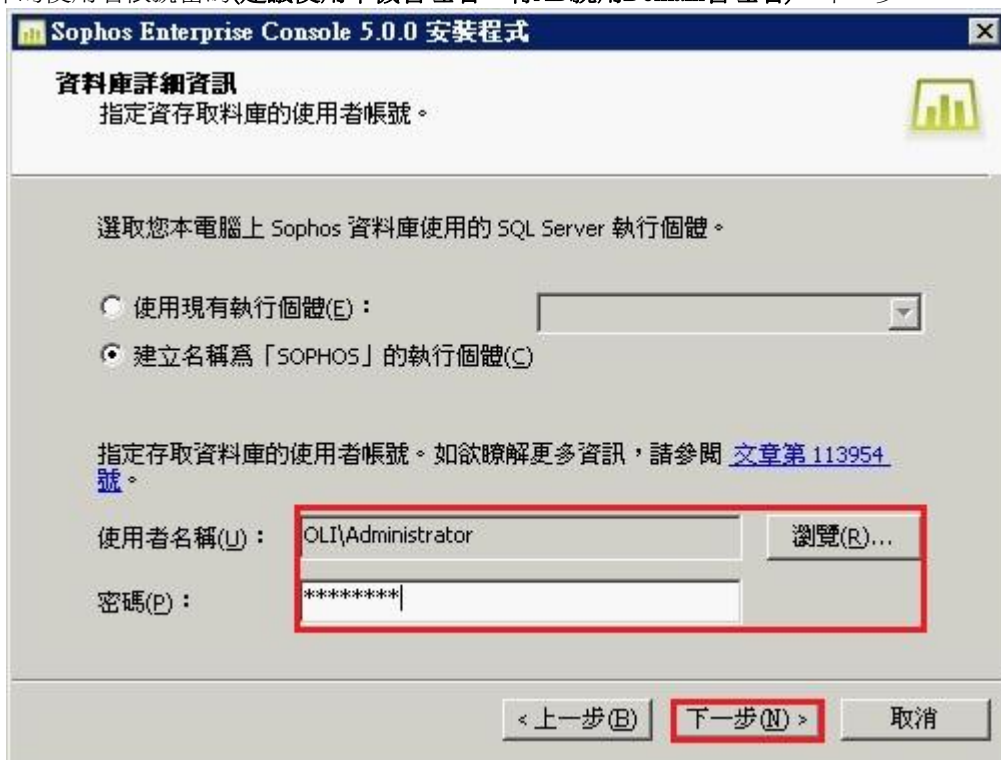 Sophos Enterprise Console 5.0.0 安裝程式
資料庫詳細資訊
指定資存取料庫的使用者帳號。
選取您本電腦上 Sophos 資料庫使用的 SQL Server 執行個體。
使用現有執行個體(E)：
建立名稱為「SOPHOS」的執行個體(C)
指定存取資料庫的使用者帳號。如欲瞭解更多資訊，請參閱 文章第 113954
號。
使用者名稱(U)： OLI\Administrator 瀏覽(R)...
密碼(P)： ********
<上一步(B) 下一步(N)> 取消